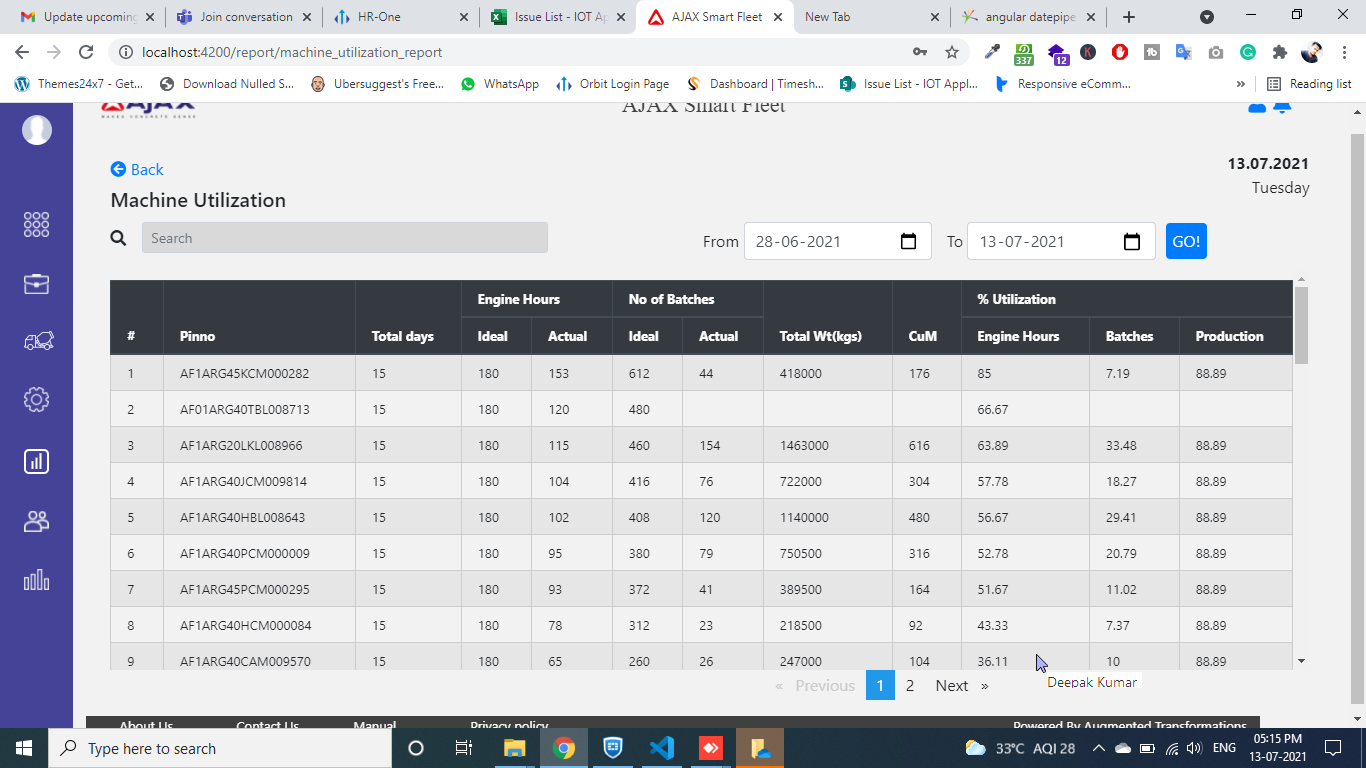 Update upcoming Join conversation HR-One Issue List - IOT Ap AJAX Smart Fleet New Tab angular datepipe
localhost:4200/report/machine_utilization_report
337 12
Themes24x7 - Get... Download Nulled S... Ubersuggest's Free... WhatsApp Orbit Login Page Dashboard | Timesh... Issue List - IOT Appl... Responsive eComm... » Reading list
AJAX AJAX Smart Fleet
MAKES CONCRETE SENSE
Back
13.07.2021
Tuesday
Machine Utilization
Search From 28-06-2021 To 13-07-2021 GO!
Engine Hours No of Batches % Utilization
# Pinno Total days Ideal Actual Ideal Actual Total Wt(kgs) CuM Engine Hours Batches Production
1 AF1ARG45KCM000282 15 180 153 612 44 418000 176 85 7.19 88.89
2 AF01ARG40TBL008713 15 180 120 480 66.67
3 AF1ARG20LKL008966 15 180 115 460 154 1463000 616 63.89 33.48 88.89
4 AF1ARG40JCM009814 15 180 104 416 76 722000 304 57.78 18.27 88.89
5 AF1ARG40HBL008643 15 180 102 408 120 1140000 480 56.67 29.41 88.89
6 AF1ARG40PCM000009 15 180 95 380 79 750500 316 52.78 20.79 88.89
7 AF1ARG45PCM000295 15 180 93 372 41 389500 164 51.67 11.02 88.89
8 AF1ARG40HCM000084 15 180 78 312 23 218500 92 43.33 7.37 88.89
9 AF1ARG40CAM009570 15 180 65 260 26 247000 104 36.11 10 88.89
« Previous 1 2 Next »
Deepak Kumar
About Us Contact Us Manual Privacy policy Powered By Augmented Transformations
Type here to search 33°C AQI 28 ENG 05:15 PM
13-07-2021